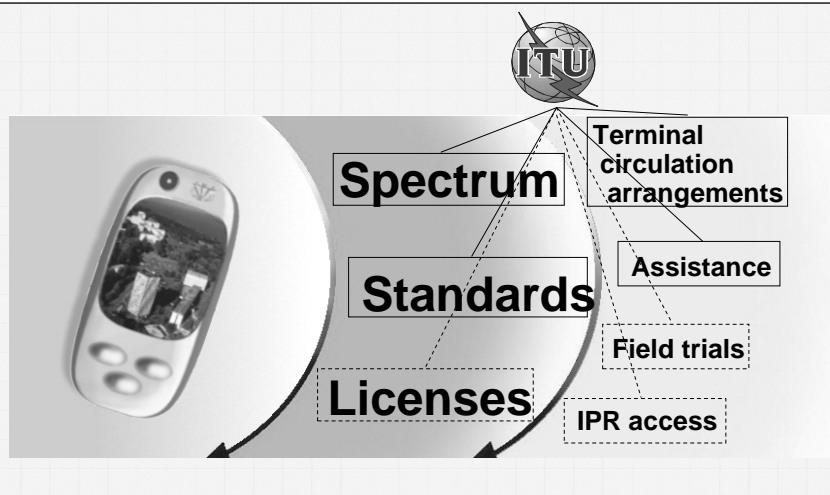 ITU
Spectrum
Terminal
circulation
arrangements
Standards
Assistance
Licenses
Field trials
IPR access